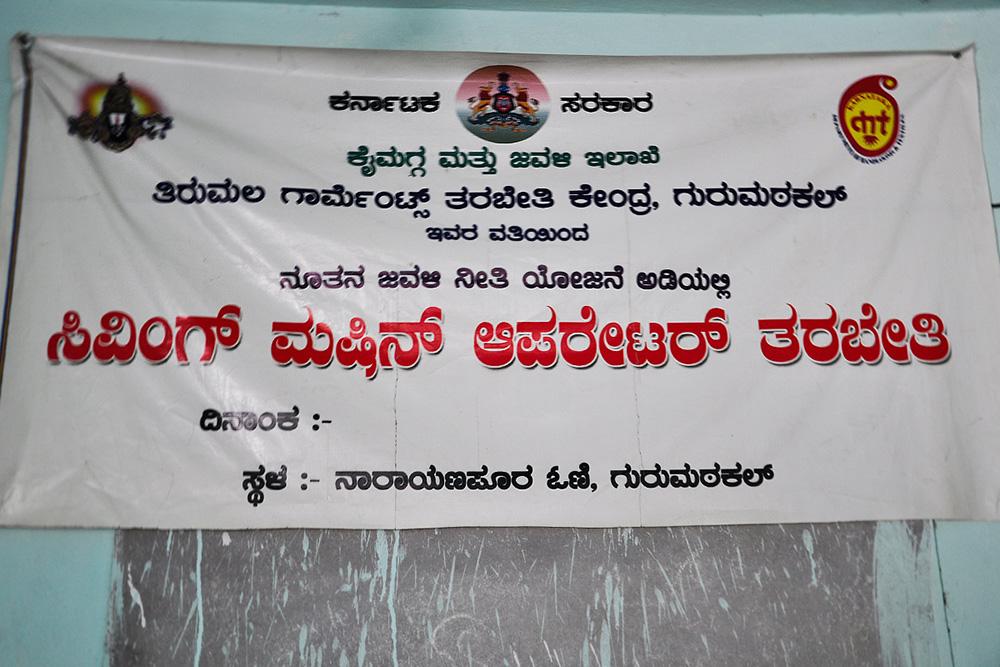 ಕರ್ನಾಟಕ ಸರಕಾರ
ಕೈಮಗ್ಗ ಮತ್ತು ಜವಳಿ ಇಲಾಖೆ
ತಿರುಮಲ ಗಾರ್ಮೆಂಟ್ಸ್ ತರಬೇತಿ ಕೇಂದ್ರ, ಗುರುಮಠಕಲ್
ಇವರ ವತಿಯಿಂದ
ನೂತನ ಜವಳಿ ನೀತಿ ಯೋಜನೆ ಅಡಿಯಲ್ಲಿ
ಸಿವಿಂಗ್ ಮಷಿನ್ ಆಪರೇಟರ್ ತರಬೇತಿ
ದಿನಾಂಕ :-
ಸ್ಥಳ :- ನಾರಾಯಣಪೂರ ಓಣಿ, ಗುರುಮಠಕಲ್